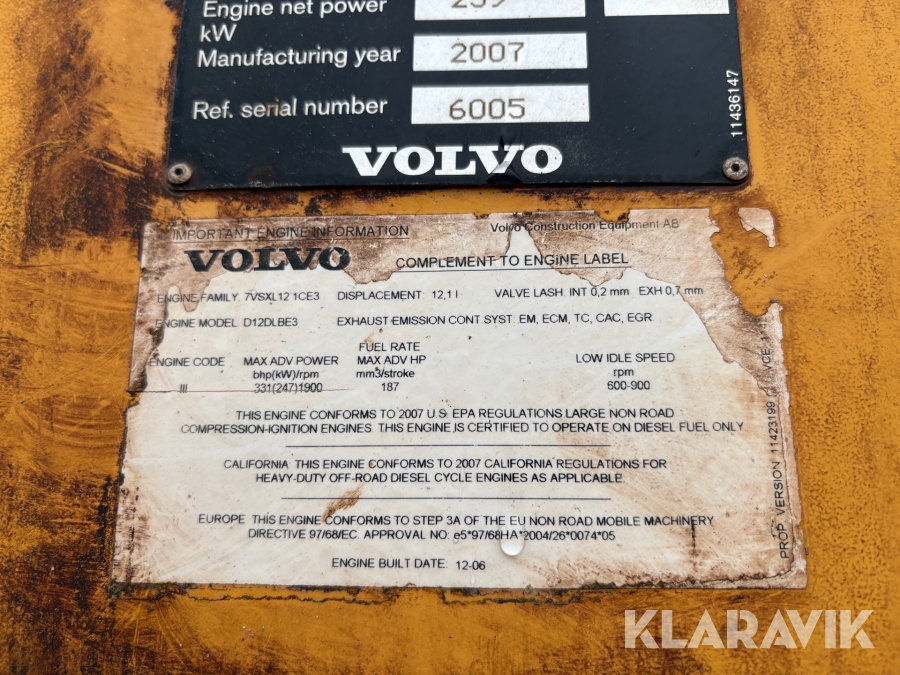 Engine net power
kW
Manufacturing year 2007
Ref. serial number 6005
VOLVO
11436147
IMPORTANT ENGINE INFORMATION Volvo Construction Equipment AB
VOLVO COMPLEMENT TO ENGINE LABEL
ENGINE FAMILY: 7VSXL12.1CE3 DISPLACEMENT: 12,1 l VALVE LASH: INT 0,2 mm EXH 0,7 mm
ENGINE MODEL: D12DLBE3 EXHAUST EMISSION CONT SYST: EM, ECM, TC, CAC, EGR
FUEL RATE
ENGINE CODE MAX ADV POWER MAX ADV HP LOW IDLE SPEED
bhp(kW)/rpm mm3/stroke rpm
III 331(247)1900 187 600-900
THIS ENGINE CONFORMS TO 2007 U.S. EPA REGULATIONS LARGE NON ROAD
COMPRESSION-IGNITION ENGINES. THIS ENGINE IS CERTIFIED TO OPERATE ON DIESEL FUEL ONLY
CALIFORNIA: THIS ENGINE CONFORMS TO 2007 CALIFORNIA REGULATIONS FOR
HEAVY-DUTY OFF-ROAD DIESEL CYCLE ENGINES AS APPLICABLE.
EUROPE: THIS ENGINE CONFORMS TO STEP 3A OF THE EU NON ROAD MOBILE MACHINERY
DIRECTIVE 97/68/EC. APPROVAL NO: e5*97/68HA*2004/26*0074*05
ENGINE BUILT DATE: 12-06
PROP VERSION 11423199 VCE
KLARAVIK